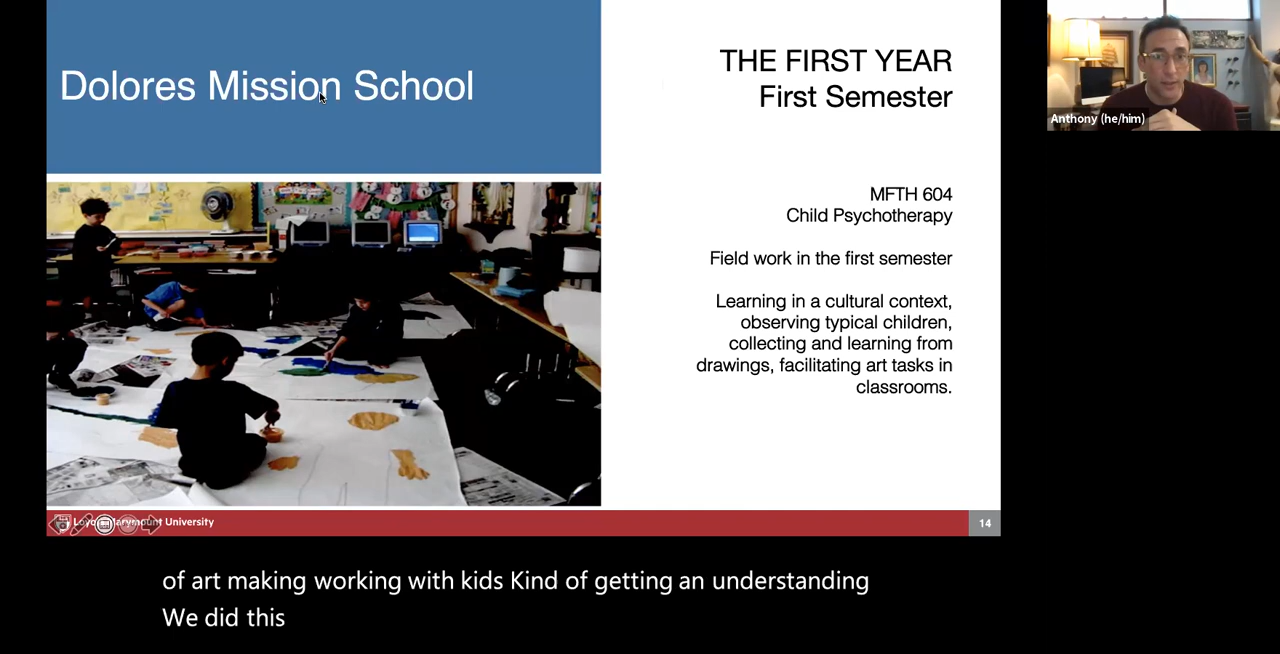 Dolores Mission School
THE FIRST YEAR
First Semester
MFTH 604
Child Psychotherapy
Field work in the first semester
Learning in a cultural context,
observing typical children,
collecting and learning from
drawings, facilitating art tasks in
classrooms.
Anthony (he/him)
Loyola Marymount University
14
of art making working with kids Kind of getting an understanding
We did this